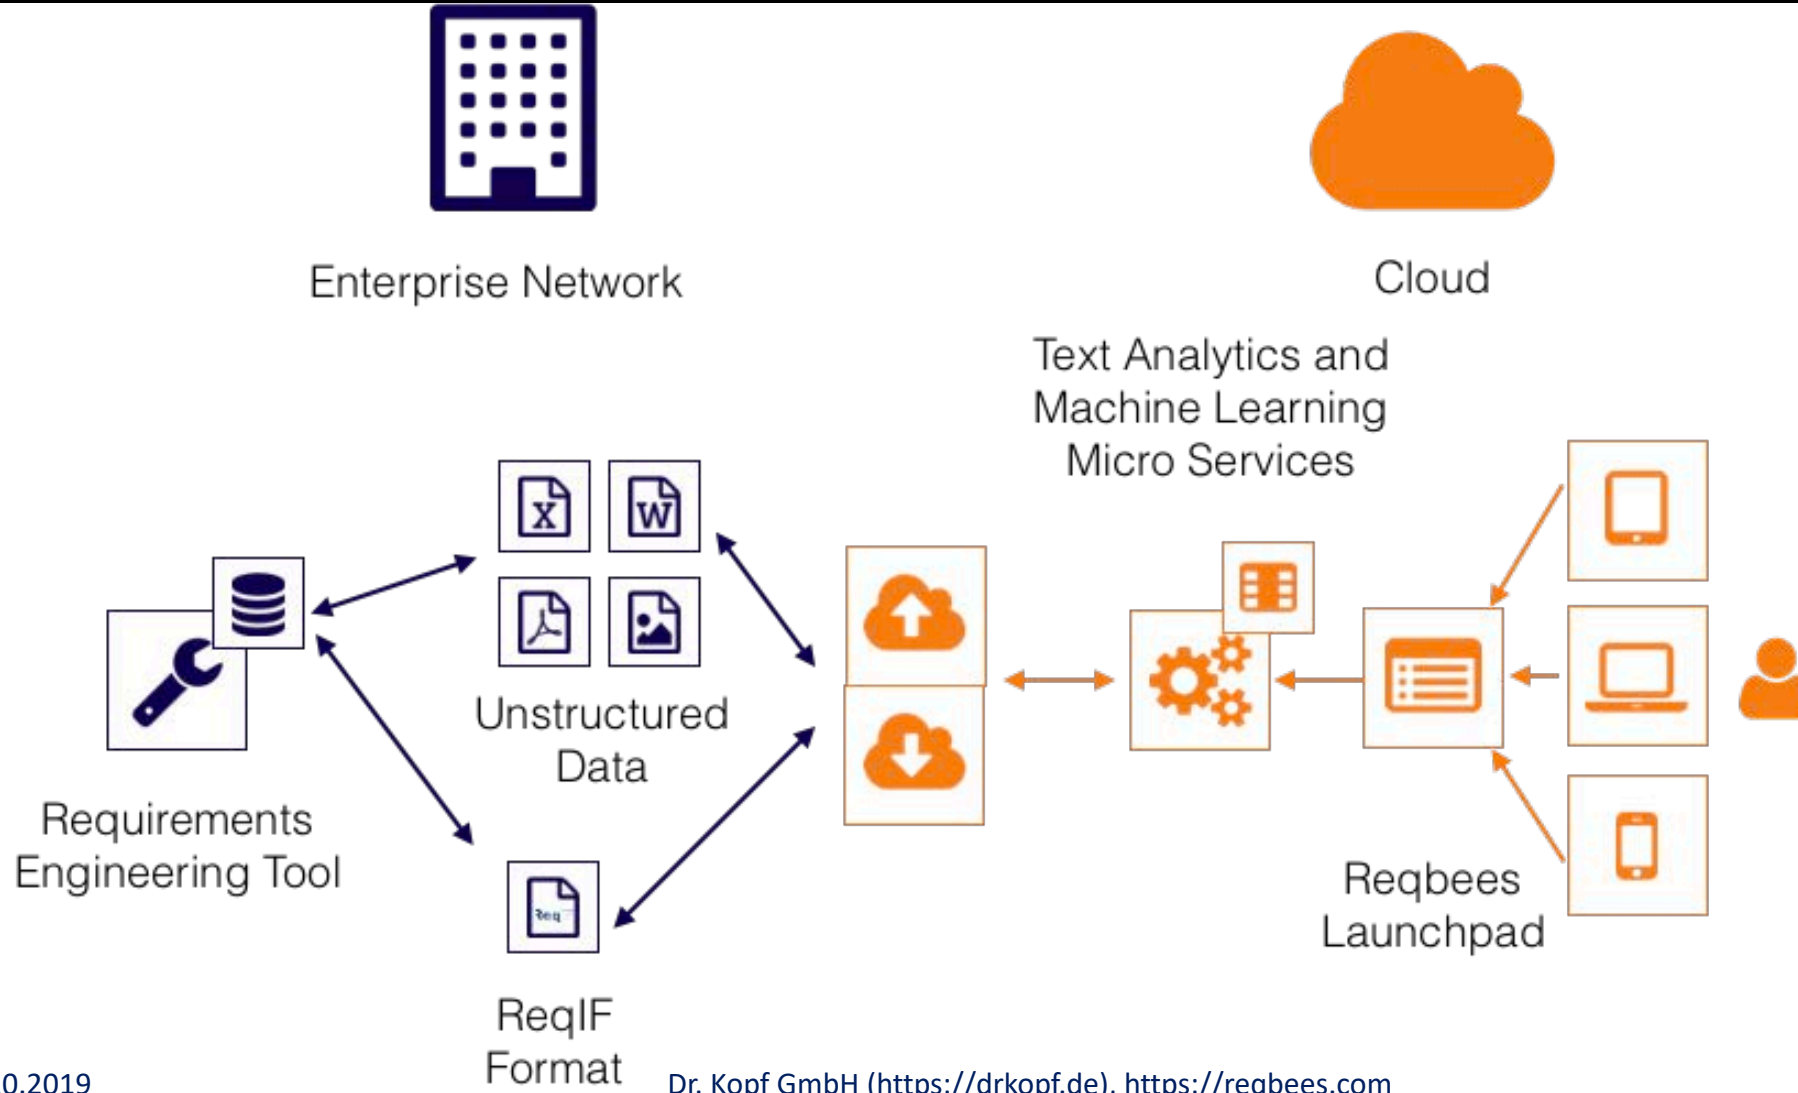 Enterprise Network
Cloud
Text Analytics and
Machine Learning
Micro Services
X
W
Unstructured
Data
Requirements
Engineering Tool
Req
Reqbees
Launchpad
ReqIF
Format
0.2019
Dr. Kopf GmbH (https://drkopf.de), https://reqbees.com